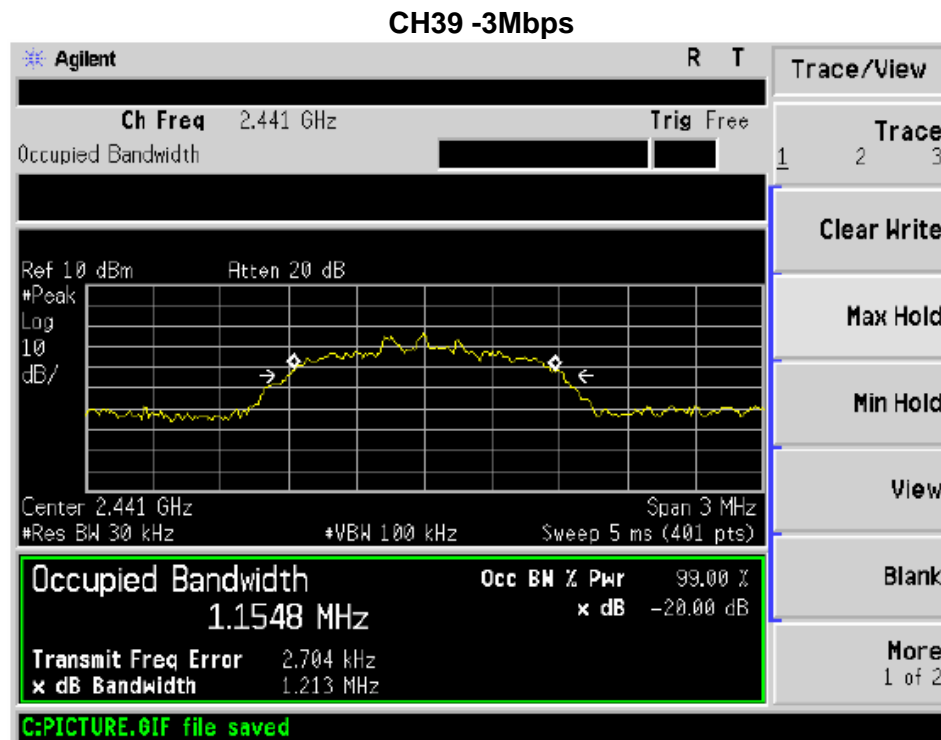 CH39 -3Mbps
Agilent R T
Trace/View
Ch Freq 2.441 GHz Trig Free
Occupied Bandwidth
Trace
1 2 3
Clear Write
Max Hold
Min Hold
View
Blank
More
1 of 2
Ref 10 dBm Atten 20 dB
#Peak
Log
10
dB/
Center 2.441 GHz Span 3 MHz
#Res BW 30 kHz #VBW 100 kHz Sweep 5 ms (401 pts)
Occupied Bandwidth Occ BW % Pwr 99.00 %
1.1548 MHz x dB -20.00 dB
Transmit Freq Error 2.704 kHz
x dB Bandwidth 1.213 MHz
C:PICTURE.GIF file saved